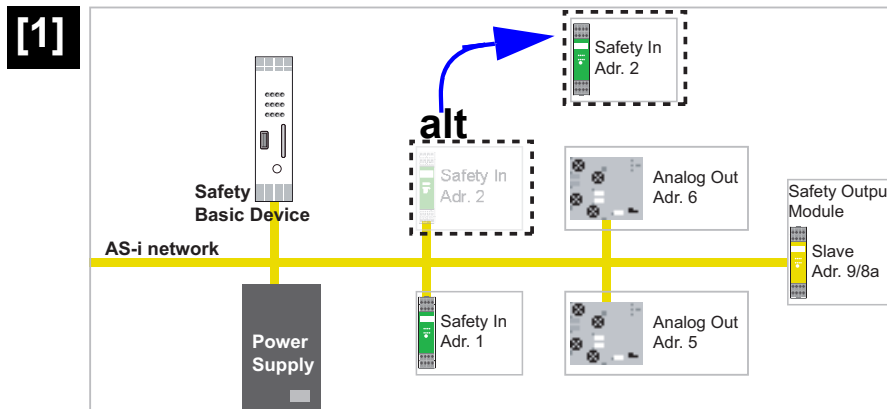 [1]
Safety In
Adr. 2
alt
Safety In
Adr. 2
Safety
Basic Device
Analog Out
Adr. 6
Safety Outpu
Module
Slave
Adr. 9/8a
AS-i network
Power
Supply
Safety In
Adr. 1
Analog Out
Adr. 5